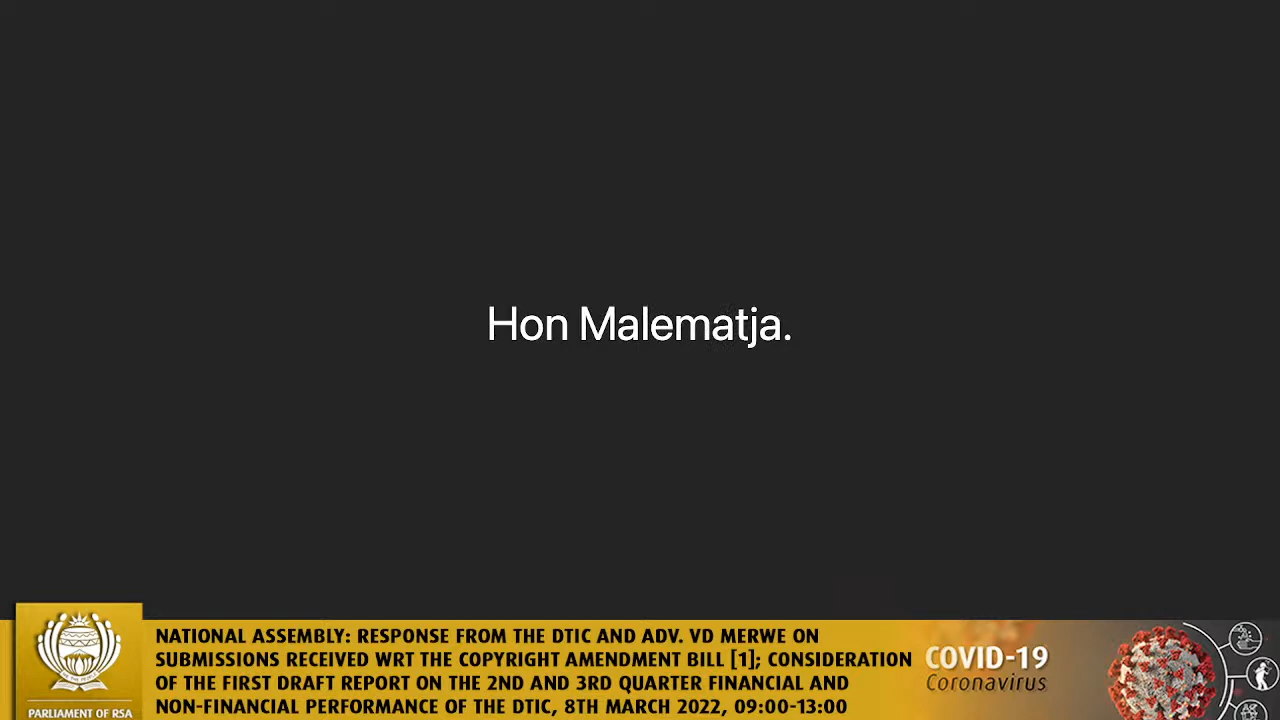 Hon Malematja.
NATIONAL ASSEMBLY: RESPONSE FROM THE DTIC AND ADV. VD MERWE ON
SUBMISSIONS RECEIVED WRT THE COPYRIGHT AMENDMENT BILL [1]; CONSIDERATION
OF THE FIRST DRAFT REPORT ON THE 2ND AND 3RD QUARTER FINANCIAL AND
NON-FINANCIAL PERFORMANCE OF THE DTIC, 8TH MARCH 2022, 09:00-13:00
PARLIAMENT OF RSA
COVID-19
Coronavirus